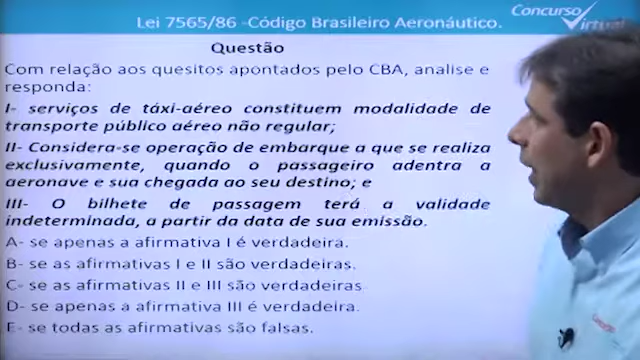 Concurso
Virtual
Lei 7565/86 -Código Brasileiro Aeronáutico.
Questão
Com relação aos quesitos apontados pelo CBA, analise e
responda:
I- serviços de táxi-aéreo constituem modalidade de
transporte público aéreo não regular;
II- Considera-se operação de embarque a que se realiza
exclusivamente, quando o passageiro adentra a
aeronave e sua chegada ao seu destino; e
III- O bilhete de passagem terá a validade
indeterminada, a partir da data de sua emissão.
A- se apenas a afirmativa I é verdadeira.
B- se as afirmativas I e II são verdadeiras.
C- se as afirmativas II e III são verdadeiras
D- se apenas a afirmativa III é verdadeira.
E- se todas as afirmativas são falsas.